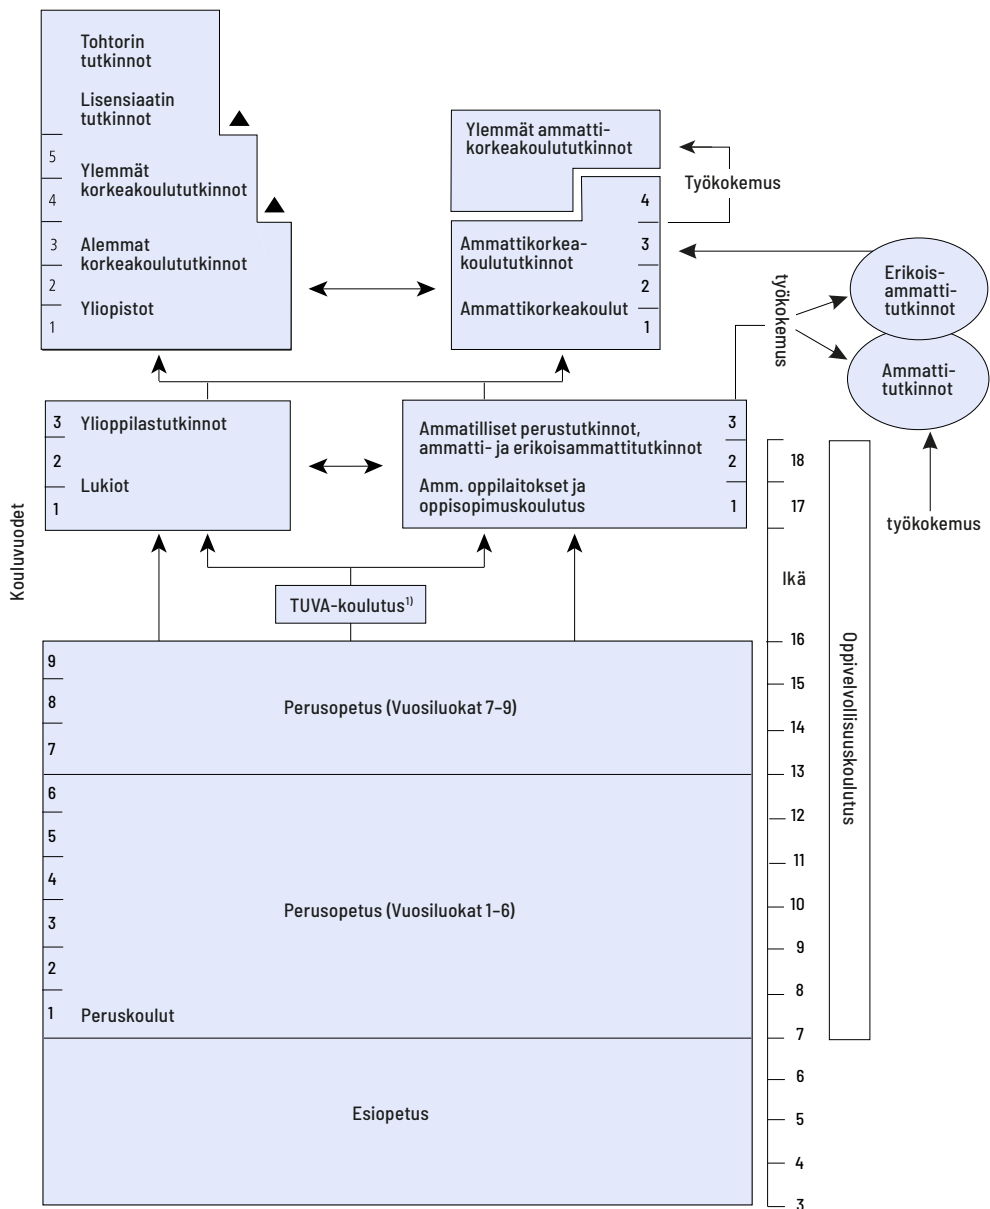 Tohtorin
tutkinnot
Lisensiaatin
tutkinnot
5
Ylemmät
korkeakoulututkinnot
4
3
Alemmat
korkeakoulututkinnot
2
Yliopistot
1
Ylemmät ammatti-
korkeakoulututkinnot
Työkokemus
4
Ammattikorkea-
koulututkinnot
3
2
Ammattikorkeakoulut
1
työkokemus
Erikois-
ammatti-
tutkinnot
Ammatti-
tutkinnot
työkokemus
3
Ylioppilastutkinnot
2
Lukiot
1
Ammatilliset perustutkinnot,
ammatti- ja erikoisammattitutkinnot
Amm. oppilaitokset ja
oppisopimuskoulutus
3
2
1
Kouluvuodet
TUVA-koulutus¹⁾
9
8
Perusopetus (Vuosiluokat 7–9)
7
6
5
4
Perusopetus (Vuosiluokat 1–6)
3
2
1
Peruskoulut
Esiopetus
18
17
Ikä
16
15
14
13
12
11
10
9
8
7
6
5
4
3
Oppivelvollisuuskoulutus